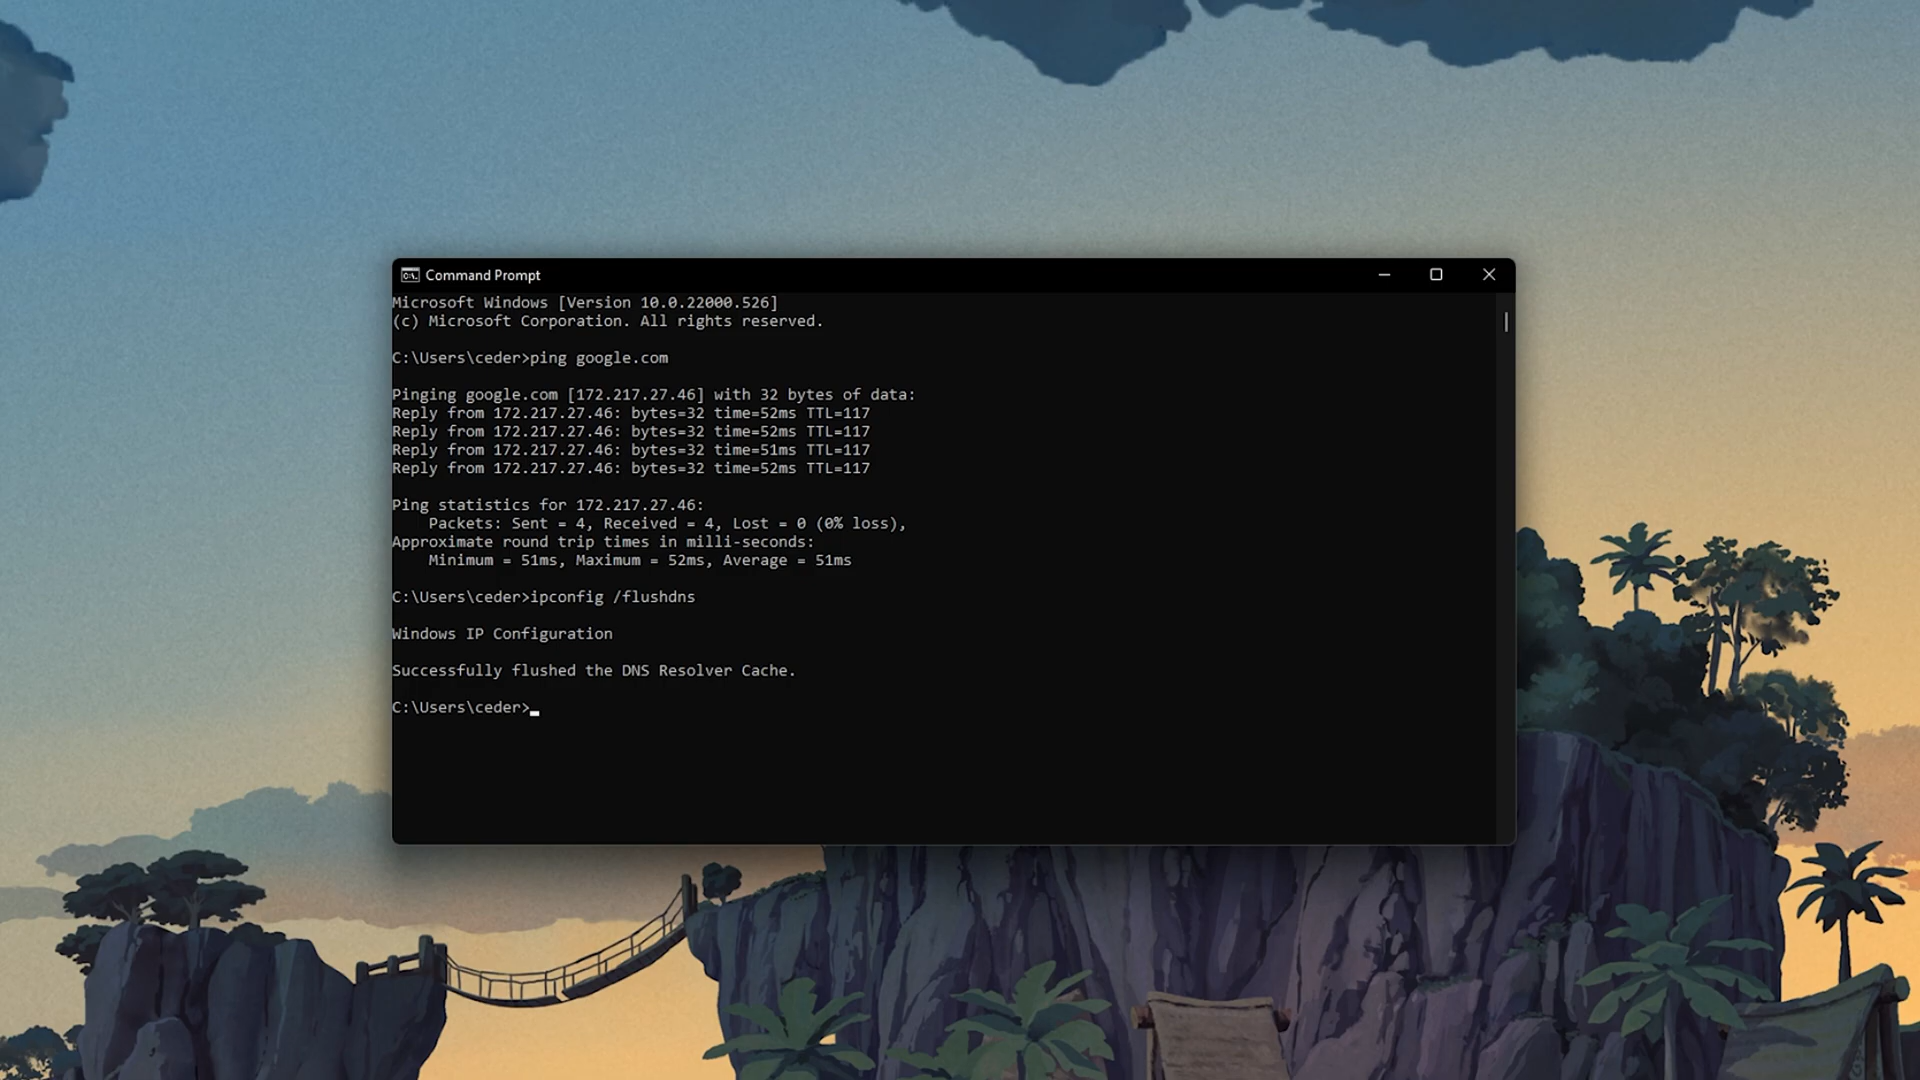 Command Prompt
Microsoft Windows [Version 10.0.22000.526]
(c) Microsoft Corporation. All rights reserved.
C:\Users\ceder>ping google.com
Pinging google.com [172.217.27.46] with 32 bytes of data:
Reply from 172.217.27.46: bytes=32 time=52ms TTL=117
Reply from 172.217.27.46: bytes=32 time=52ms TTL=117
Reply from 172.217.27.46: bytes=32 time=51ms TTL=117
Reply from 172.217.27.46: bytes=32 time=52ms TTL=117
Ping statistics for 172.217.27.46:
    Packets: Sent = 4, Received = 4, Lost = 0 (0% loss),
Approximate round trip times in milli-seconds:
    Minimum = 51ms, Maximum = 52ms, Average = 51ms
C:\Users\ceder>ipconfig /flushdns
Windows IP Configuration
Successfully flushed the DNS Resolver Cache.
C:\Users\ceder>